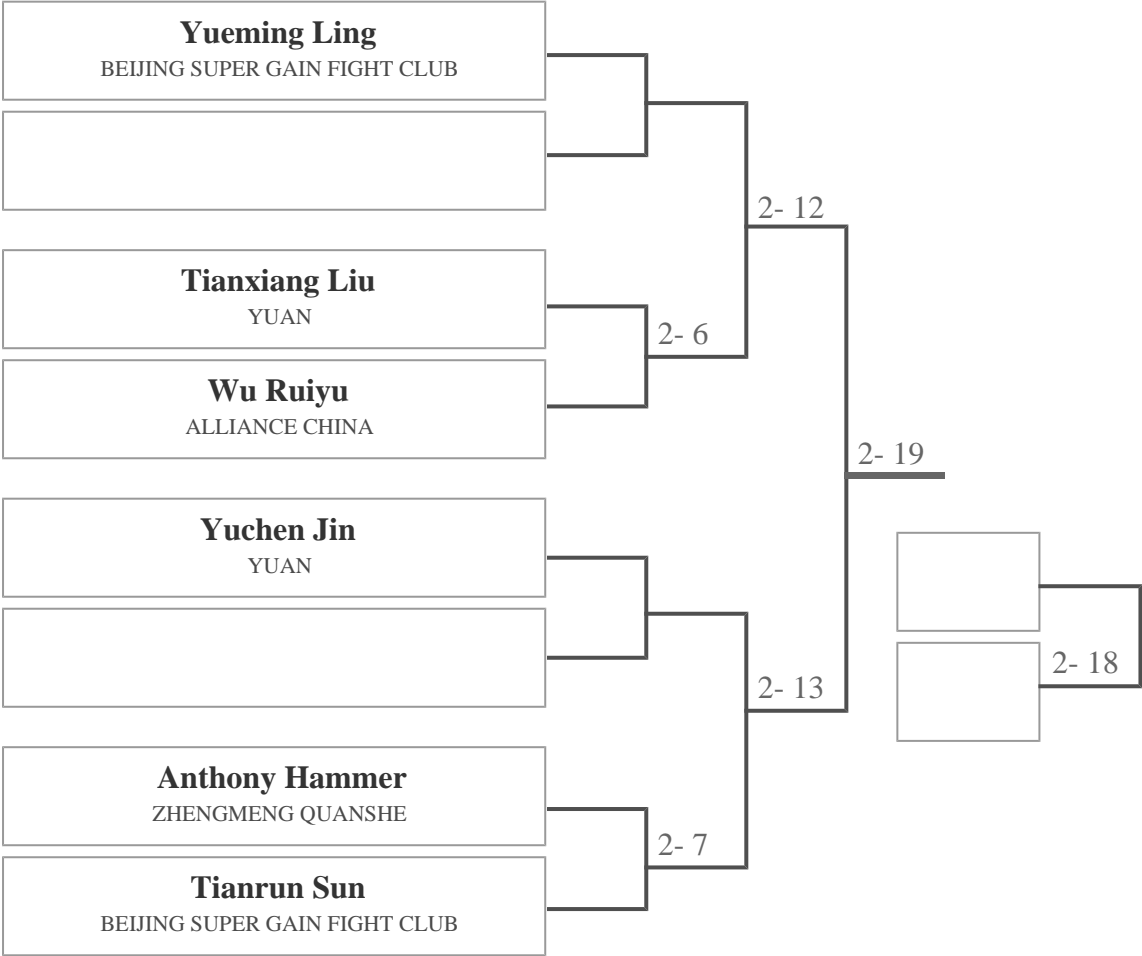 Yueming Ling
BEIJING SUPER GAIN FIGHT CLUB
2- 12
Tianxiang Liu
YUAN
2- 6
Wu Ruiyu
ALLIANCE CHINA
2- 19
Yuchen Jin
YUAN
2- 18
2- 13
Anthony Hammer
ZHENGMENG QUANSHE
2- 7
Tianrun Sun
BEIJING SUPER GAIN FIGHT CLUB